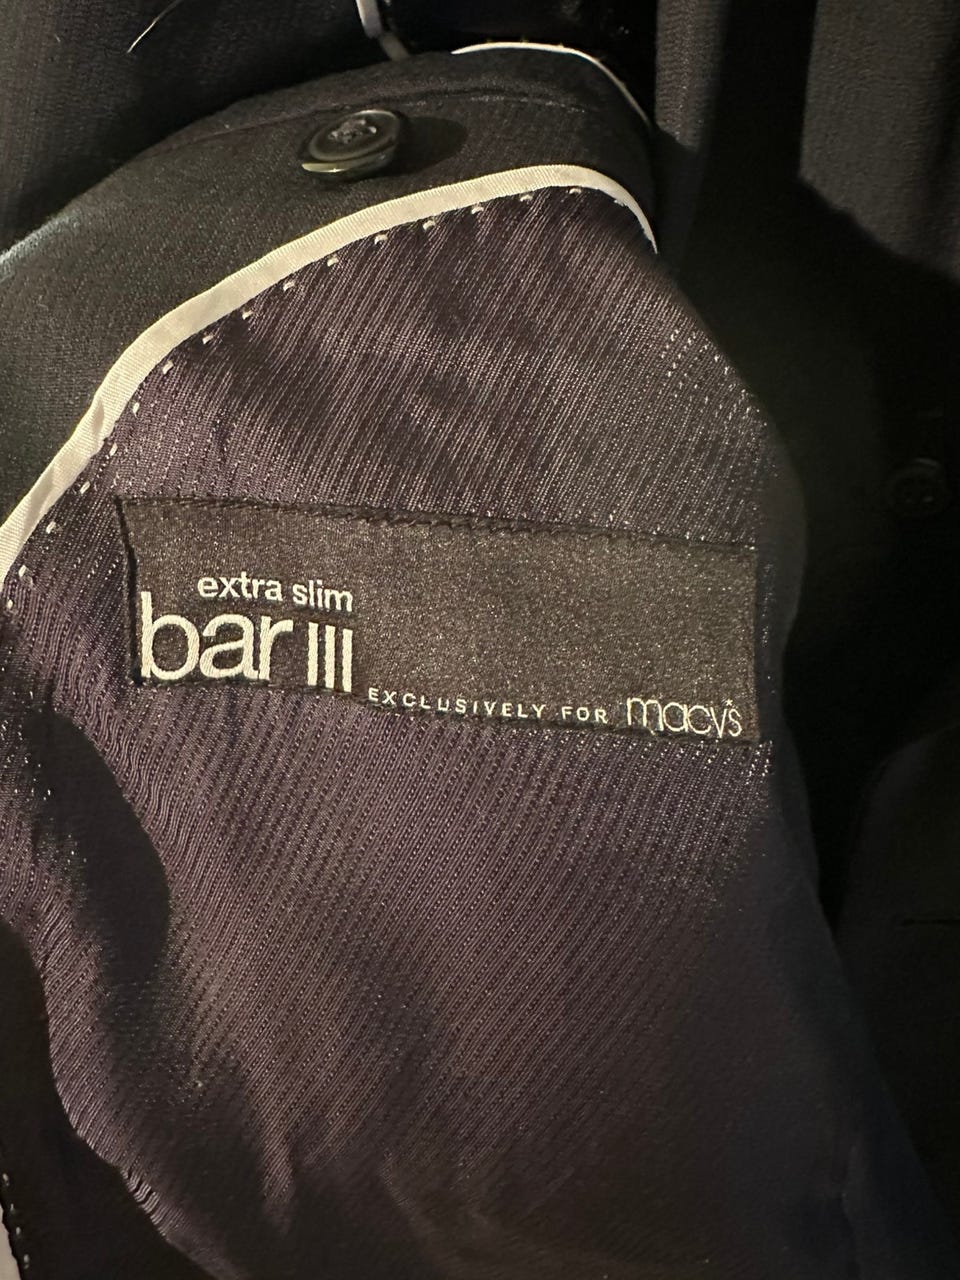 extra slim
bar III
EXCLUSIVELY FOR macy's